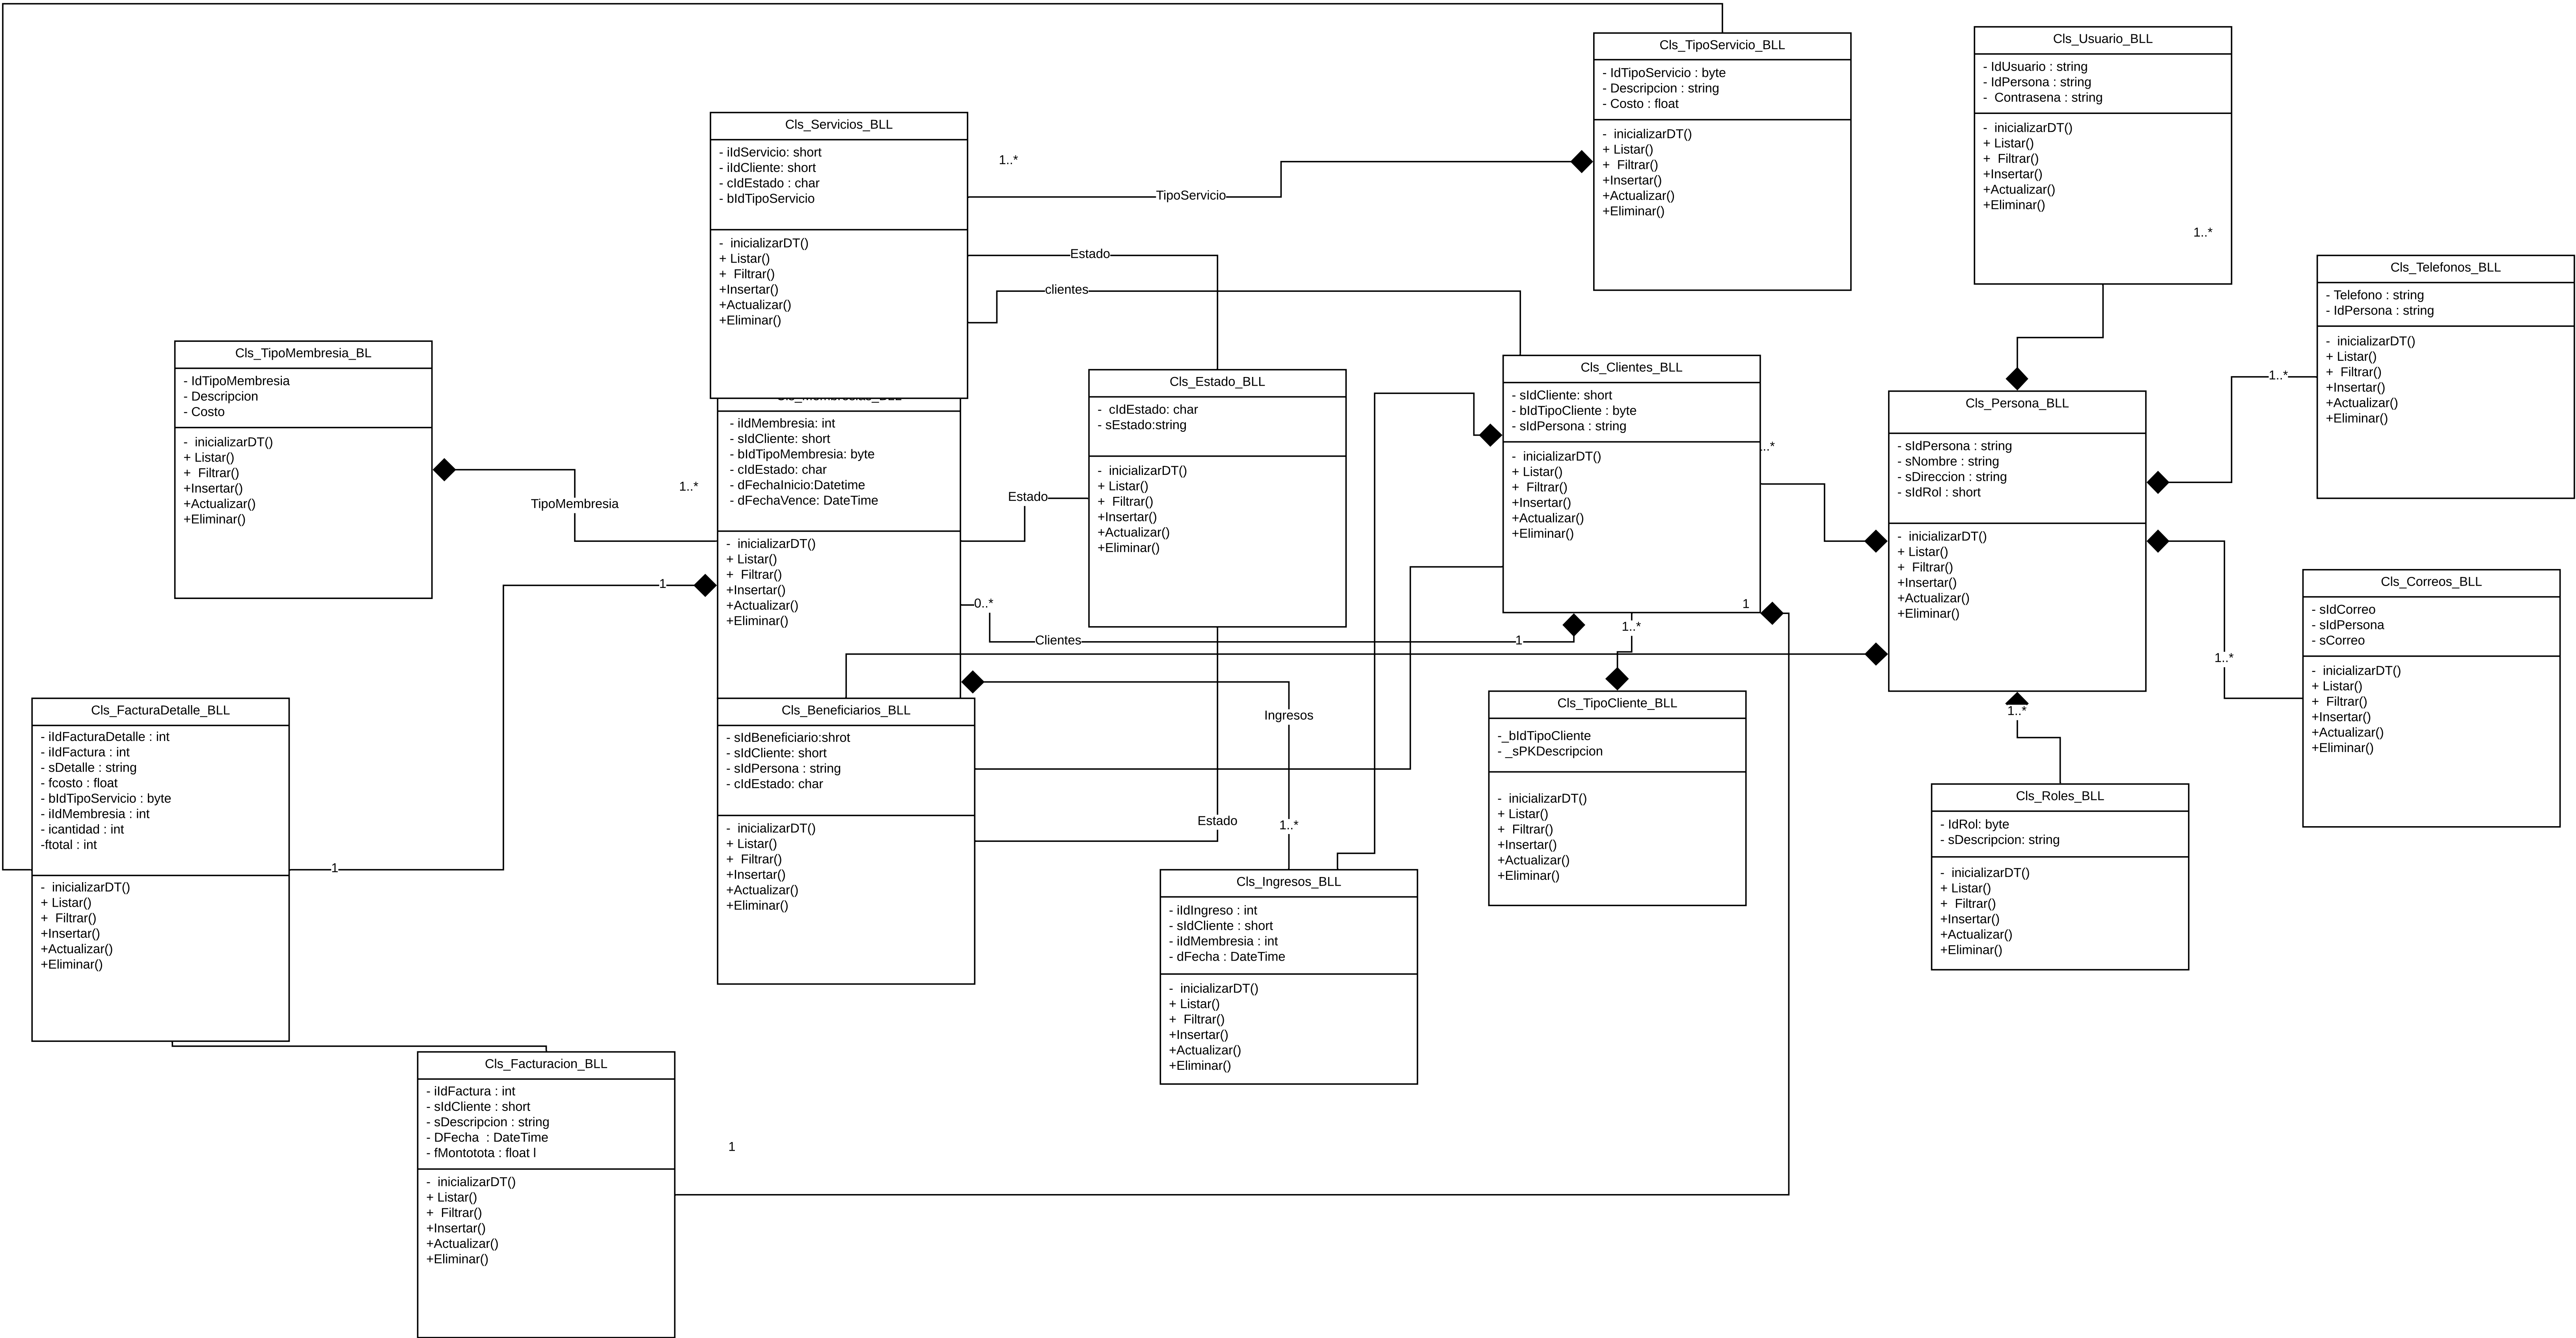 Cls_TipoServicio_BLL
- IdTipoServicio : byte
- Descripcion : string
- Costo : float
-  inicializarDT()
+ Listar()
+  Filtrar()
+Insertar()
+Actualizar()
+Eliminar()
Cls_Usuario_BLL
- IdUsuario : string
- IdPersona : string
-  Contrasena : string
-  inicializarDT()
+ Listar()
+  Filtrar()
+Insertar()
+Actualizar()
+Eliminar()
1..*
Cls_Servicios_BLL
- iIdServicio: short
- iIdCliente: short
- cIdEstado : char
- bIdTipoServicio
-  inicializarDT()
+ Listar()
+  Filtrar()
+Insertar()
+Actualizar()
+Eliminar()
1..*
TipoServicio
Estado
clientes
Cls_Telefonos_BLL
- Telefono : string
- IdPersona : string
-  inicializarDT()
+ Listar()
+  Filtrar()
+Insertar()
+Actualizar()
+Eliminar()
1..*
Cls_TipoMembresia_BL
- IdTipoMembresia
- Descripcion
- Costo
-  inicializarDT()
+ Listar()
+  Filtrar()
+Insertar()
+Actualizar()
+Eliminar()
TipoMembresia
1..*
1
- iIdMembresia: int
- sIdCliente: short
- bIdTipoMembresia: byte
- cIdEstado: char
- dFechaInicio:Datetime
- dFechaVence: DateTime
-  inicializarDT()
+ Listar()
+  Filtrar()
+Insertar()
+Actualizar()
+Eliminar()
Estado
0..*
Clientes
1
Cls_Estado_BLL
-  cIdEstado: char
- sEstado:string
-  inicializarDT()
+ Listar()
+  Filtrar()
+Insertar()
+Actualizar()
+Eliminar()
Cls_Clientes_BLL
- sIdCliente: short
- bIdTipoCliente : byte
- sIdPersona : string
-  inicializarDT()
+ Listar()
+  Filtrar()
+Insertar()
+Actualizar()
+Eliminar()
..*
1
1..*
Cls_Persona_BLL
- sIdPersona : string
- sNombre : string
- sDireccion : string
- sIdRol : short
-  inicializarDT()
+ Listar()
+  Filtrar()
+Insertar()
+Actualizar()
+Eliminar()
1..*
1..*
Cls_Correos_BLL
- sIdCorreo
- sIdPersona
- sCorreo
-  inicializarDT()
+ Listar()
+  Filtrar()
+Insertar()
+Actualizar()
+Eliminar()
Cls_FacturaDetalle_BLL
- iIdFacturaDetalle : int
- iIdFactura : int
- sDetalle : string
- fcosto : float
- bIdTipoServicio : byte
- iIdMembresia : int
- icantidad : int
-ftotal : int
-  inicializarDT()
+ Listar()
+  Filtrar()
+Insertar()
+Actualizar()
+Eliminar()
1
Cls_Beneficiarios_BLL
- sIdBeneficiario:shrot
- sIdCliente: short
- sIdPersona : string
- cIdEstado: char
-  inicializarDT()
+ Listar()
+  Filtrar()
+Insertar()
+Actualizar()
+Eliminar()
Estado
Ingresos
1..*
Cls_TipoCliente_BLL
-_bIdTipoCliente
- _sPKDescripcion
-  inicializarDT()
+ Listar()
+  Filtrar()
+Insertar()
+Actualizar()
+Eliminar()
Cls_Roles_BLL
- IdRol: byte
- sDescripcion: string
-  inicializarDT()
+ Listar()
+  Filtrar()
+Insertar()
+Actualizar()
+Eliminar()
Cls_Ingresos_BLL
- iIdIngreso : int
- sIdCliente : short
- iIdMembresia : int
- dFecha : DateTime
-  inicializarDT()
+ Listar()
+  Filtrar()
+Insertar()
+Actualizar()
+Eliminar()
Cls_Facturacion_BLL
- iIdFactura : int
- sIdCliente : short
- sDescripcion : string
- DFecha  : DateTime
- fMontotota : float l
-  inicializarDT()
+ Listar()
+  Filtrar()
+Insertar()
+Actualizar()
+Eliminar()
1